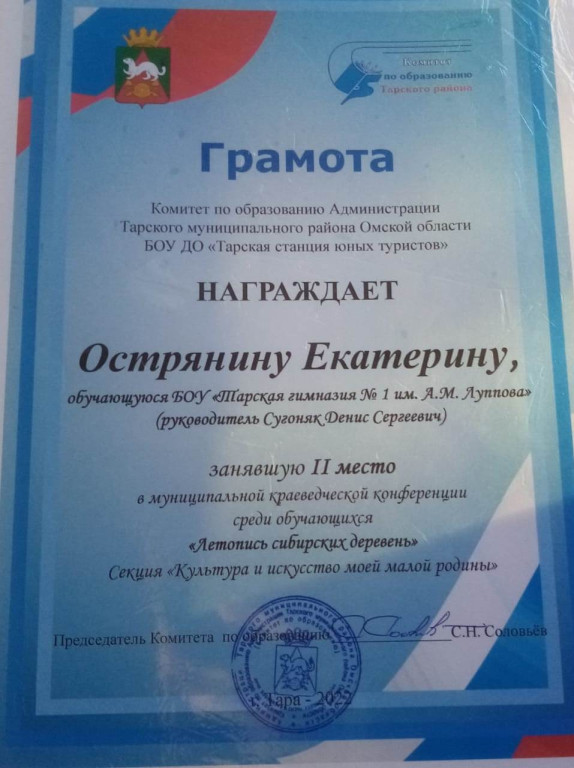 Комитет
по образованию
Тарского района
Грамота
Комитет по образованию Администрации
Тарского муниципального района Омской области
БОУ ДО «Тарская станция юных туристов»
НАГРАЖДАЕТ
Острянину Екатерину,
обучающуюся БОУ «Тарская гимназия № 1 им. А.М. Луппова»
(руководитель Сугоняк Денис Сергеевич)
занявшую II место
в муниципальной краеведческой конференции
среди обучающихся
«Летопись сибирских деревень»
Секция «Культура и искусство моей малой родины»
Председатель Комитета по образованию С.Н. Соловьёв
Тара - 2022